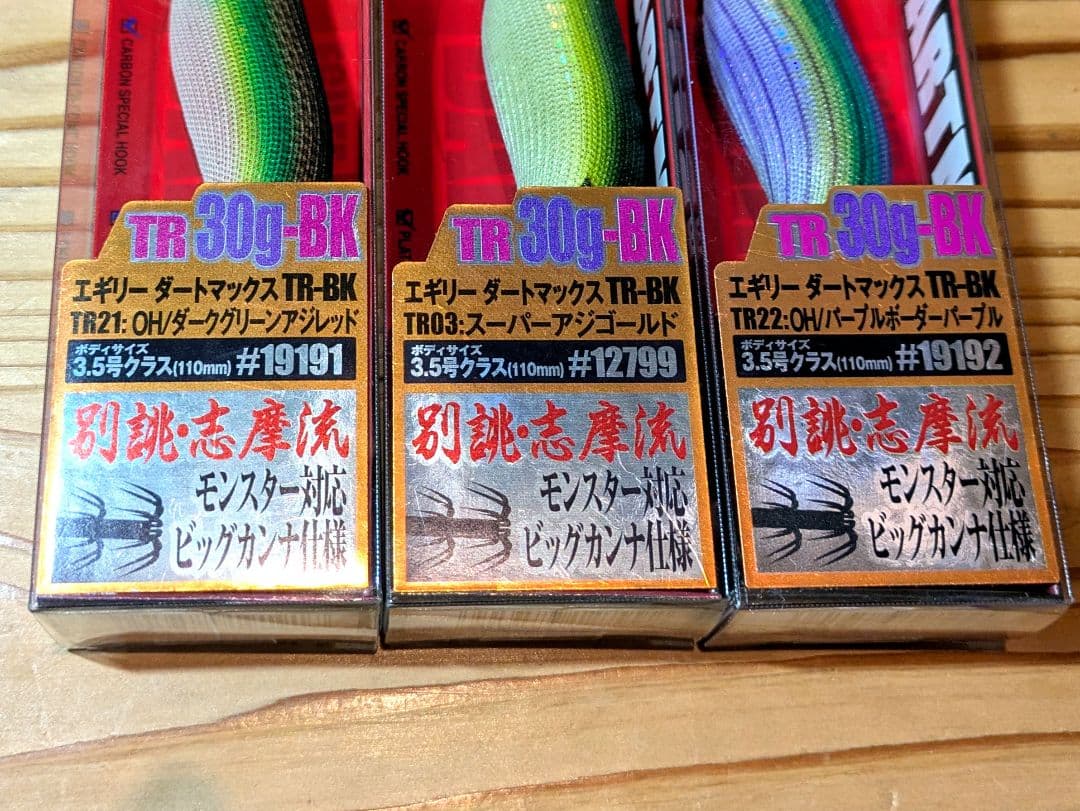 CARBON SPECIAL HOOK
TR 30g-BK
エギリー ダートマックス TR-BK
TR21:OH/ダークグリーンアジレッド
ボディサイズ
3.5号クラス(110mm) #19191
別誂・志摩流
モンスター対応
ビッグカンナ仕様
CARBON SPECIAL HOOK
TR 30g-BK
エギリー ダートマックス TR-BK
TR03:スーパーアジゴールド
ボディサイズ
3.5号クラス(110mm) #12799
別誂・志摩流
モンスター対応
ビッグカンナ仕様
TR 30g-BK
エギリー ダートマックス TR-BK
TR22:OH/パープルボーダーパープル
ボディサイズ
3.5号クラス(110mm) #19192
別誂・志摩流
モンスター対応
ビッグカンナ仕様